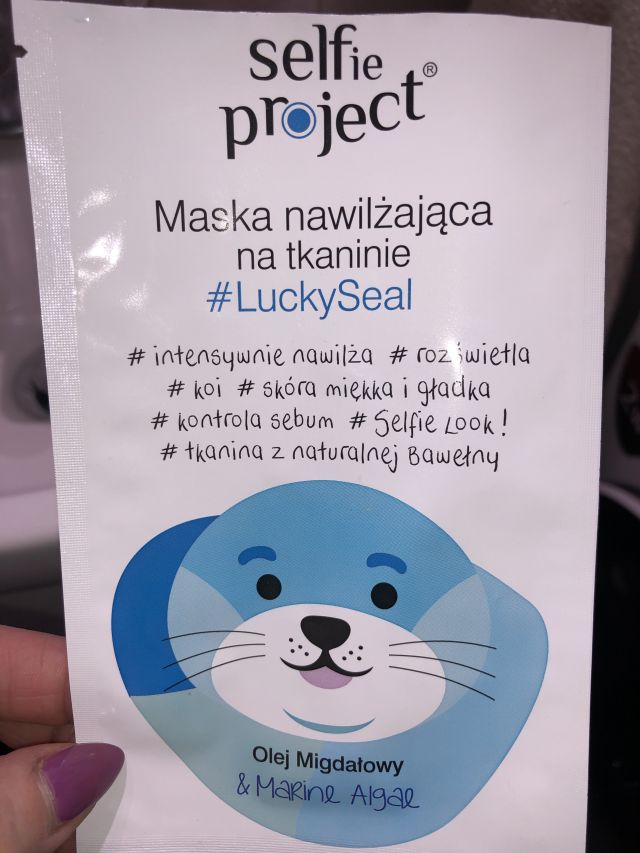 selfie
project®
Maska nawilżająca
na tkaninie
#LuckySeal
# intensywnie nawilża # rozświetla
# koi # skóra miękka i gładka
# kontrola sebum # Selfie Look!
# tkanina z naturalnej Bawełny
Olej Migdałowy
& Marine Algae